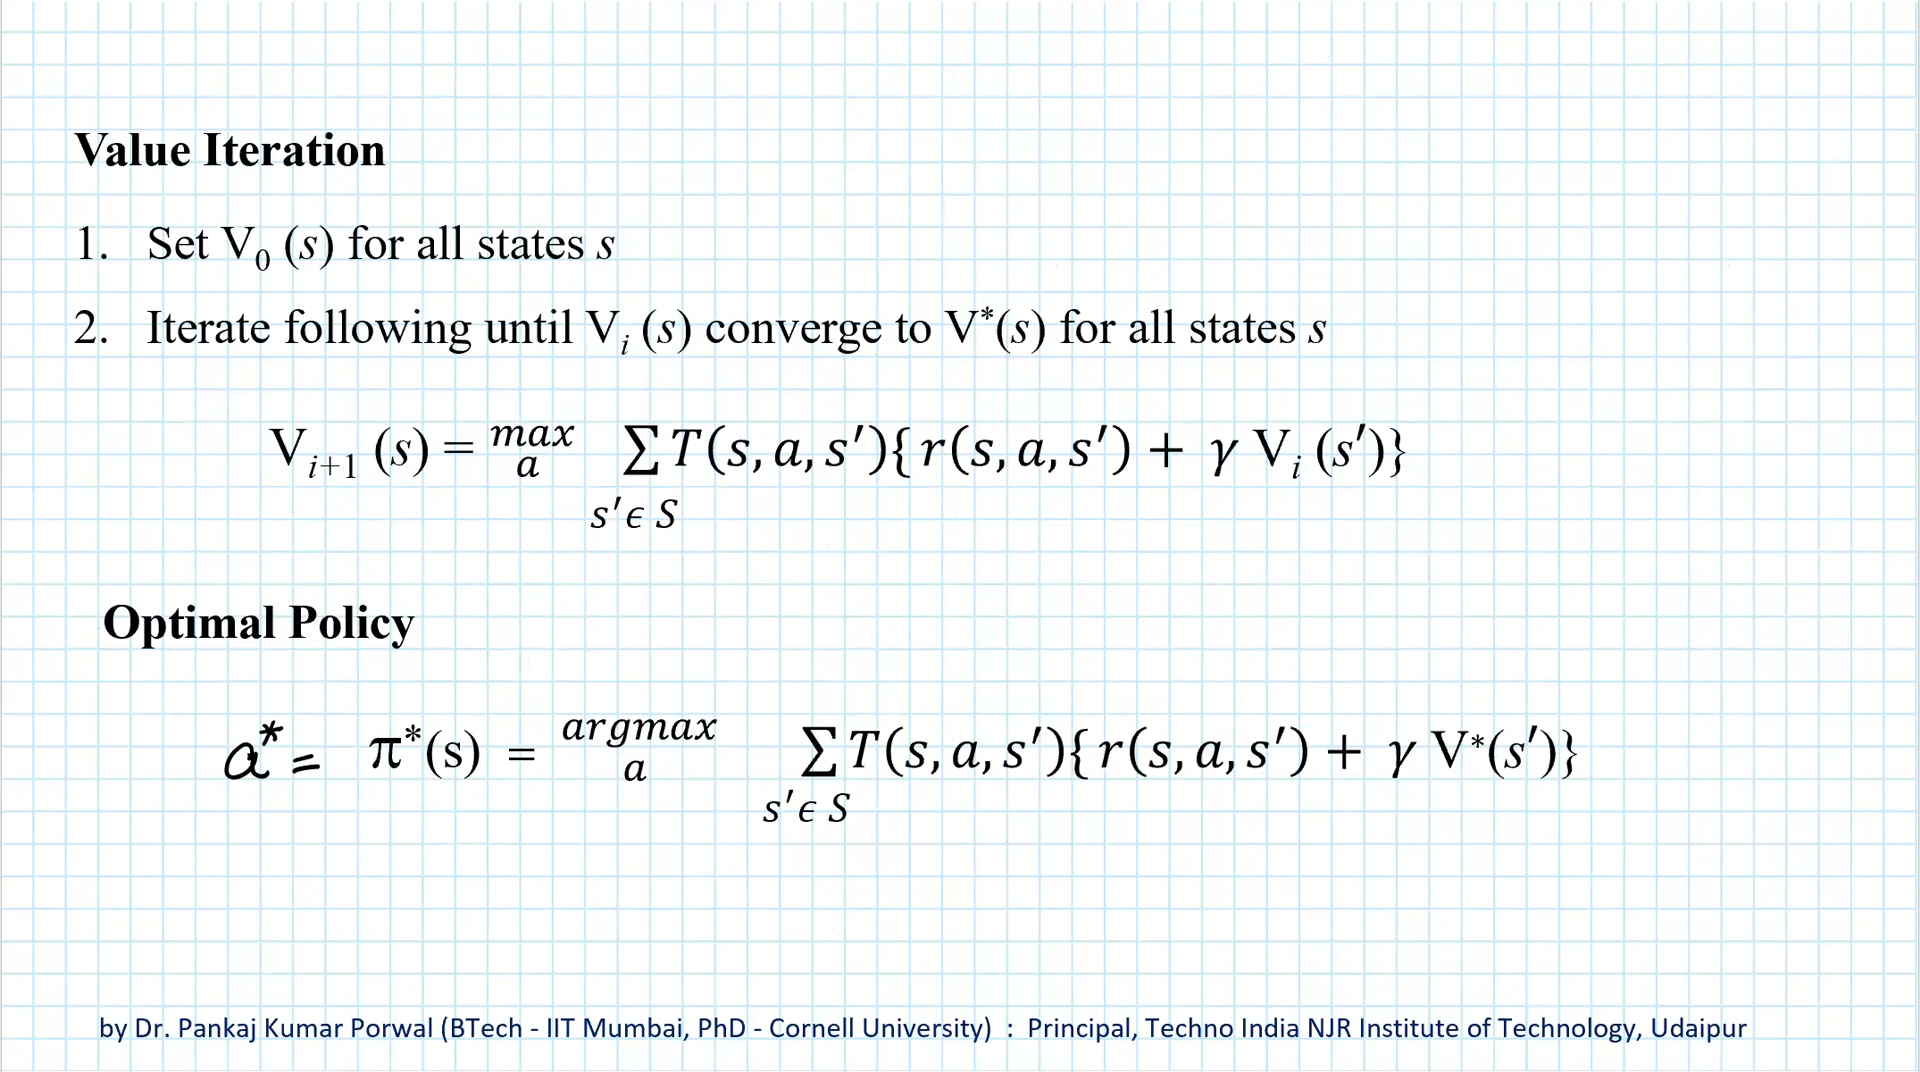 Value Iteration
1. Set V₀ (s) for all states s
2. Iterate following until Vᵢ (s) converge to V*(s) for all states s
Vᵢ₊₁ (s) = max a ∑ s′ϵ S T(s, a, s′){ r(s, a, s′) + γ Vᵢ (s′)}
Optimal Policy
a* = π*(s) = argmax a ∑ s′ϵ S T(s, a, s′){ r(s, a, s′) + γ V*(s′)}
by Dr. Pankaj Kumar Porwal (BTech - IIT Mumbai, PhD - Cornell University) : Principal, Techno India NJR Institute of Technology, Udaipur